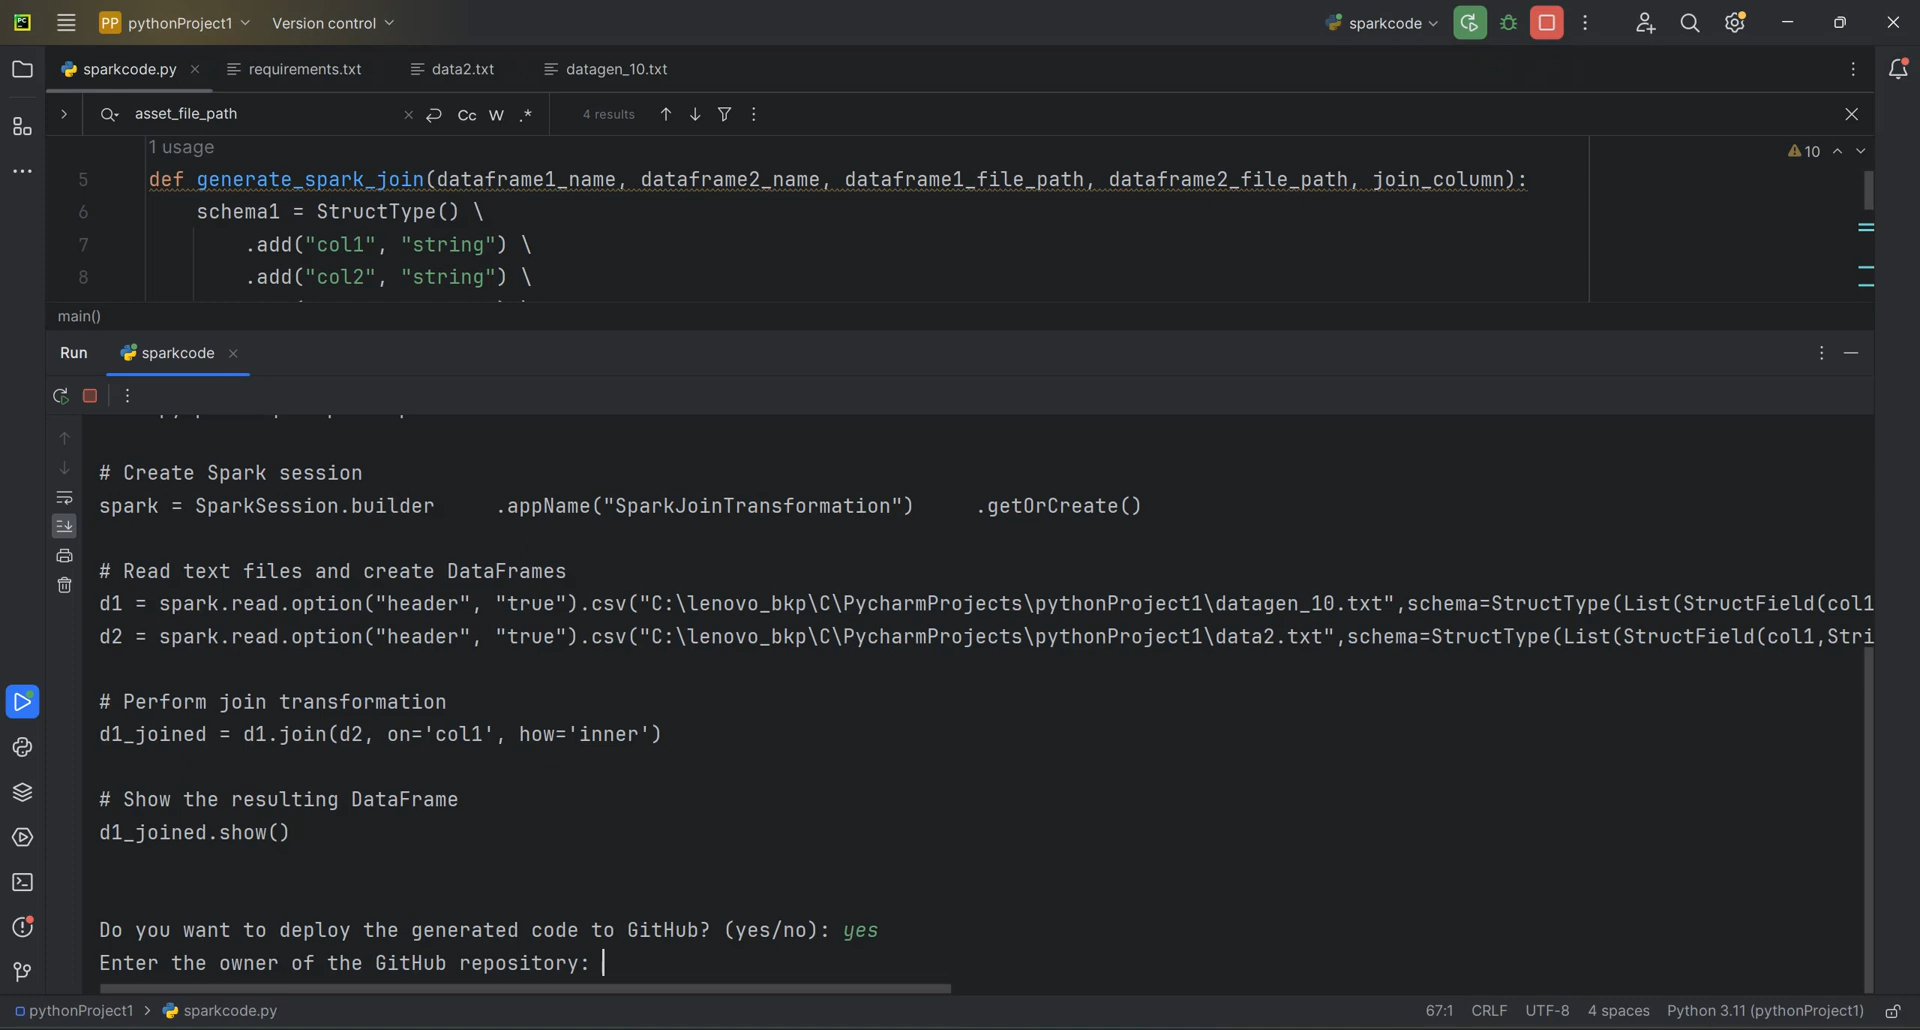 PC
PP pythonProject1
Version control
sparkcode
sparkcode.py
requirements.txt
data2.txt
datagen_10.txt
asset_file_path
Cc W .*
4 results
1 usage
10
5 def generate_spark_join(dataframe1_name, dataframe2_name, dataframe1_file_path, dataframe2_file_path, join_column):
6 schema1 = StructType() \
7 .add("col1", "string") \
8 .add("col2", "string") \
main()
Run sparkcode
# Create Spark session
spark = SparkSession.builder     .appName("SparkJoinTransformation")     .getOrCreate()
# Read text files and create DataFrames
d1 = spark.read.option("header", "true").csv("C:\lenovo_bkp\C\PycharmProjects\pythonProject1\datagen_10.txt",schema=StructType(List(StructField(col1
d2 = spark.read.option("header", "true").csv("C:\lenovo_bkp\C\PycharmProjects\pythonProject1\data2.txt",schema=StructType(List(StructField(col1,Stri
# Perform join transformation
d1_joined = d1.join(d2, on='col1', how='inner')
# Show the resulting DataFrame
d1_joined.show()
Do you want to deploy the generated code to GitHub? (yes/no): yes
Enter the owner of the GitHub repository:
pythonProject1 > sparkcode.py
67:1 CRLF UTF-8 4 spaces Python 3.11 (pythonProject1)